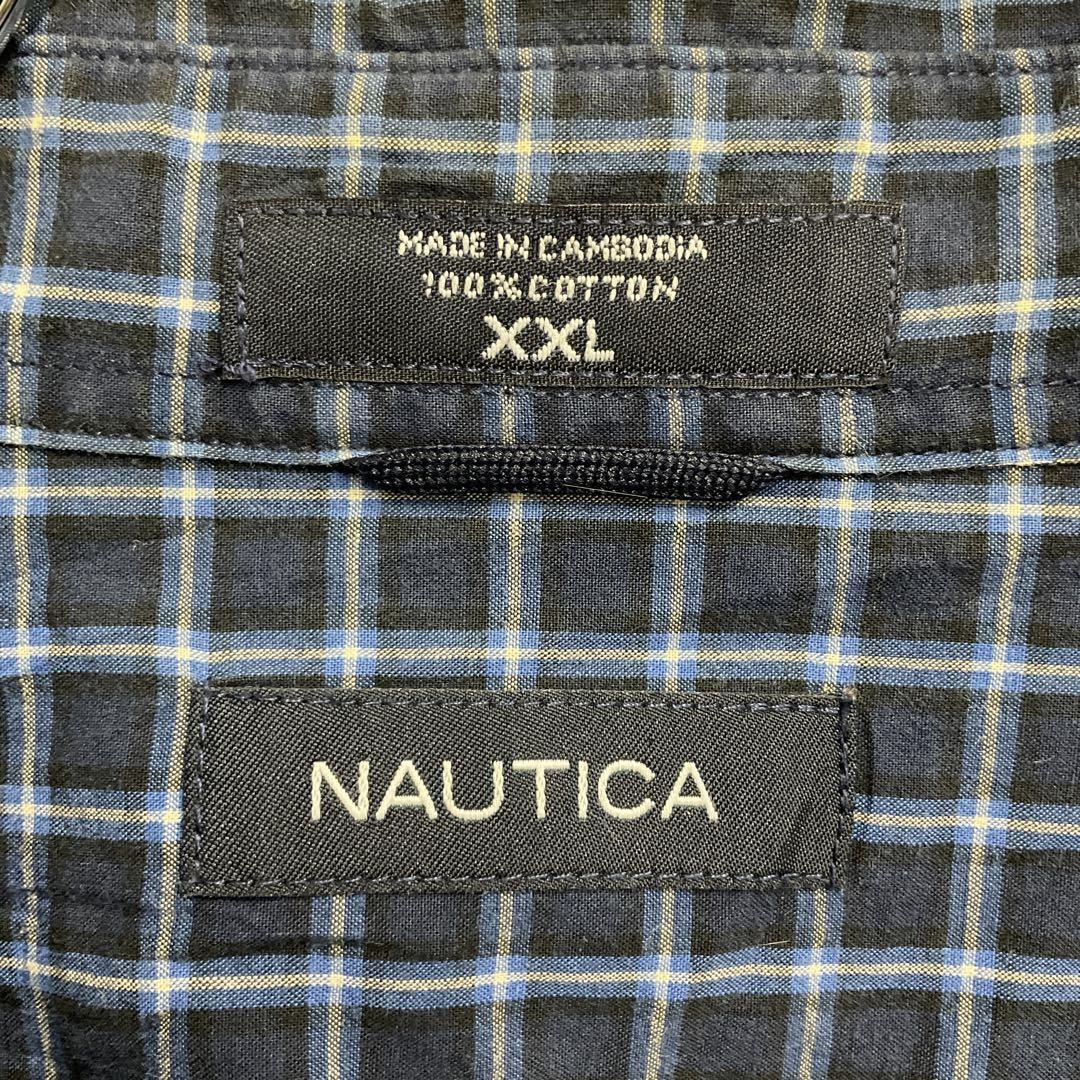 MADE IN CAMBODIA
100% COTTON
XXL
NAUTICA